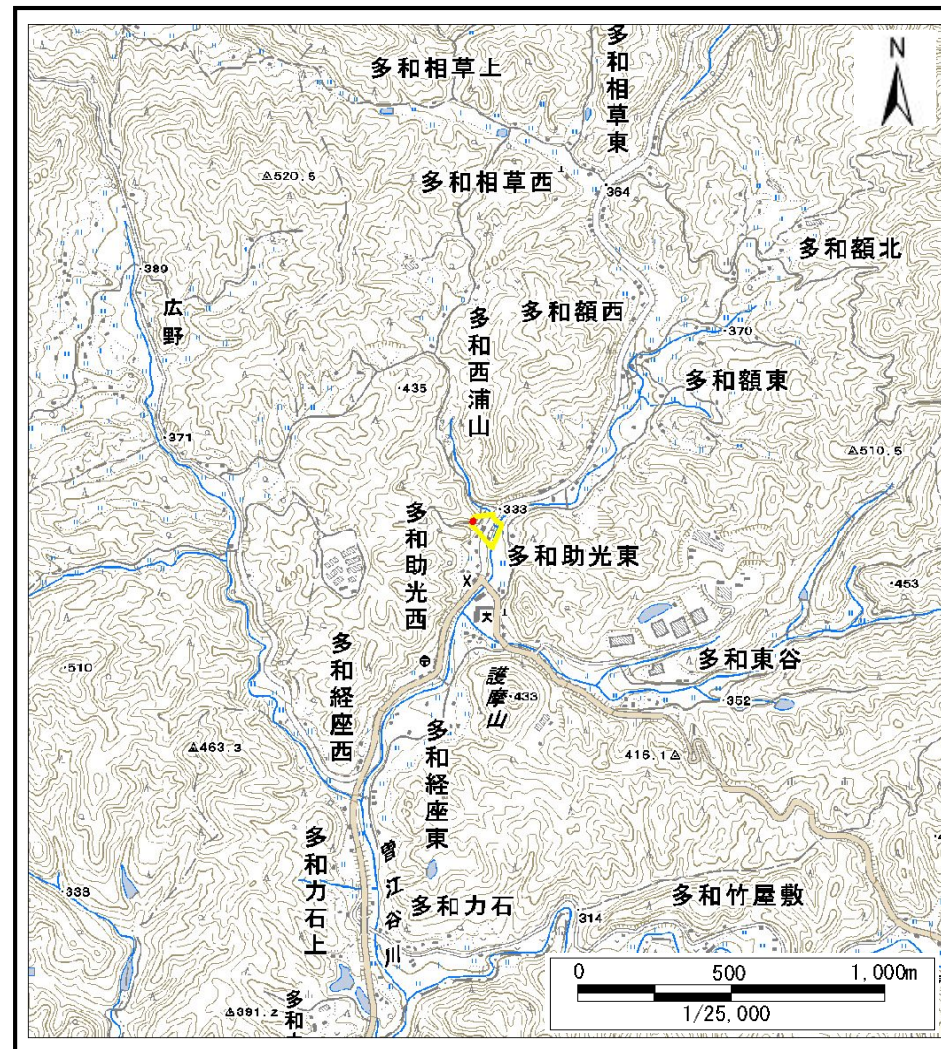 多和相草上
多和相草東
N
△520.5
多和相草西
364
多和額北
389
広野
多和額西
多和西浦山
・370
多和額東
・435
・371
△510.5
・333
多和助光西
多和助光東
・453
X
文
・510
多和経座西
護摩山
・433
多和東谷
・352
△463.3
多和経座東
416.1△
多和力石上
曽江谷川
・333
多和力石
多和竹屋敷
・314
△391.2
0 500 1,000m
1/25,000